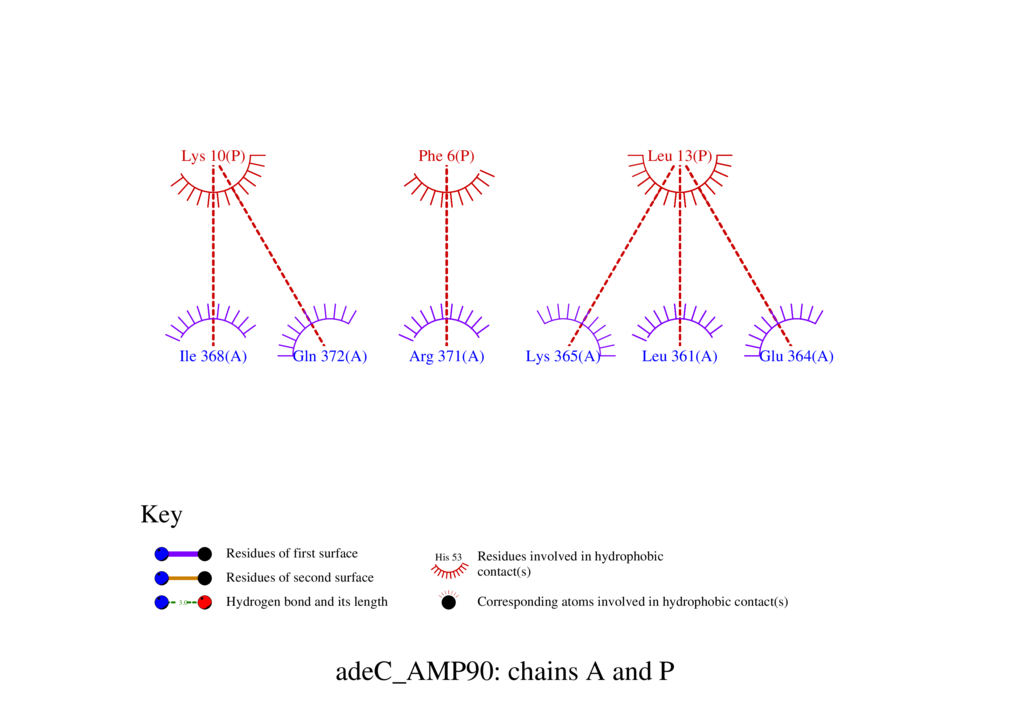 Lys 10(P) Phe 6(P) Leu 13(P)
Ile 368(A) Gln 372(A) Arg 371(A) Lys 365(A) Leu 361(A) Glu 364(A)
Key
Residues of first surface
Residues of second surface
3.0
Hydrogen bond and its length
His 53
Residues involved in hydrophobic
contact(s)
Corresponding atoms involved in hydrophobic contact(s)
adeC_AMP90: chains A and P